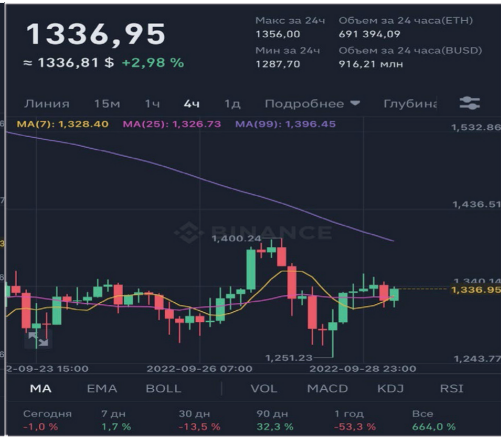 1336,95
≈ 1336,81 $ +2,98 %
Макс за 24ч
1356,00
Мин за 24ч
1287,70
Объем за 24 часа(ETH)
691 394,09
Объем за 24 часа(BUSD)
916,21 млн
Линия 15м 1ч 4ч 1д Подробнее Глубина
MA(7): 1,328.40 MA(25): 1,326.73 MA(99): 1,396.45
1,532.86
1,436.51
BINANCE
1,400.24
1,340.14
1,336.95
1,251.23
1,243.77
2-09-23 15:00 2022-09-26 07:00 2022-09-28 23:00
MA EMA BOLL VOL MACD KDJ RSI
Сегодня 7 дн 30 дн 90 дн 1 год Все
-1,0 % 1,7 % -13,5 % 32,3 % -53,3 % 664,0 %